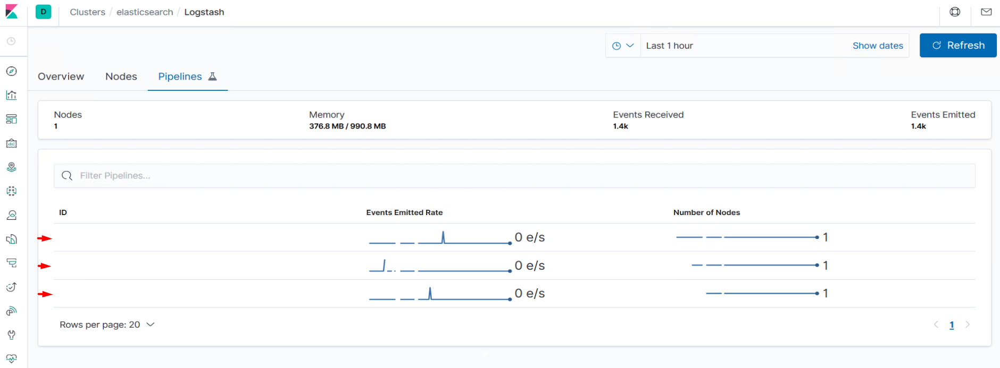 D Clusters / elasticsearch / Logstash
Last 1 hour Show dates Refresh
Overview Nodes Pipelines
Nodes Memory Events Received Events Emitted
1 376.8 MB / 990.8 MB 1.4k 1.4k
Filter Pipelines...
ID Events Emitted Rate Number of Nodes
0 e/s 1
0 e/s 1
0 e/s 1
Rows per page: 20 1